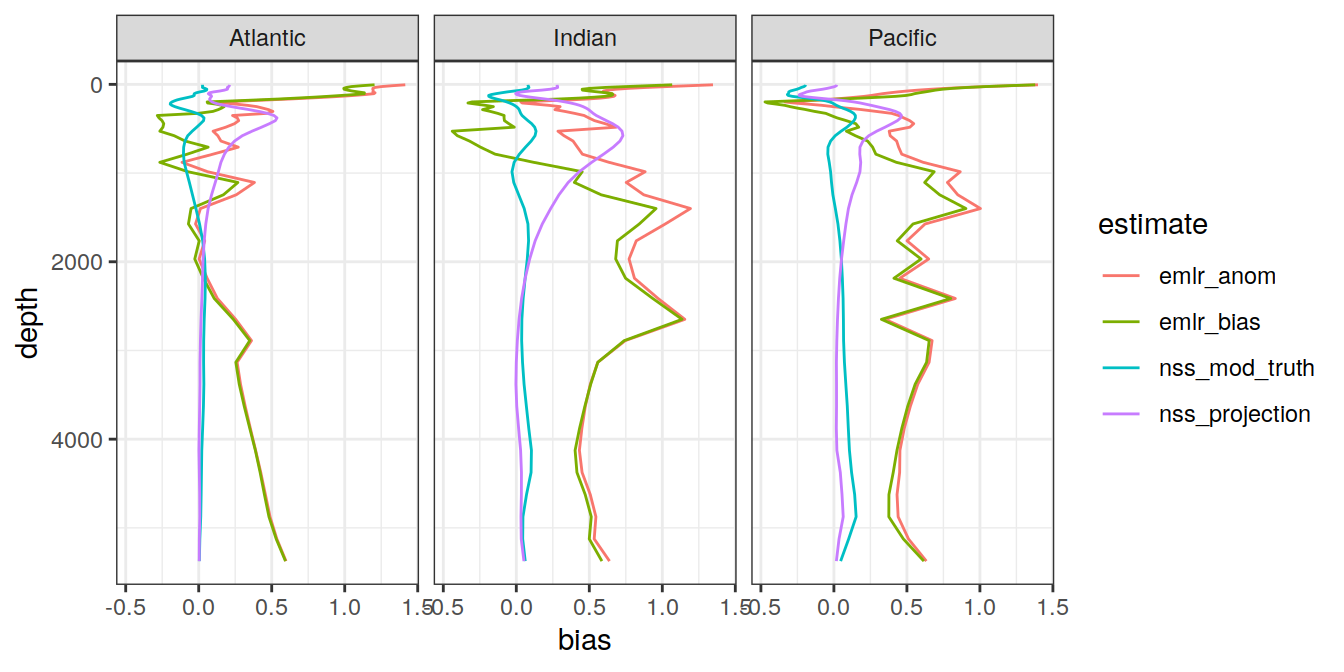 Atlantic Indian Pacific
0
2000
4000
depth
-0.5 0.0 0.5 1.0 1.5 -0.5 0.0 0.5 1.0 1.5 -0.5 0.0 0.5 1.0 1.5
bias
estimate
emlr_anom
emlr_bias
nss_mod_truth
nss_projection